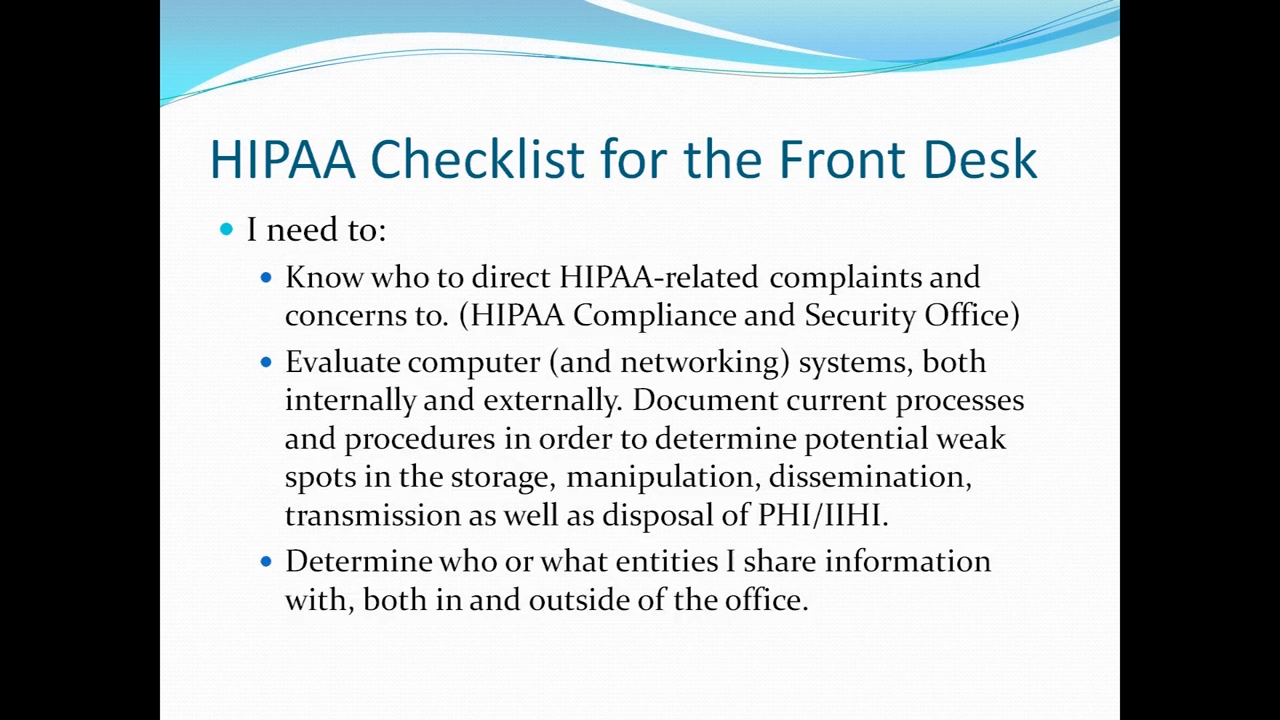 HIPAA Checklist for the Front Desk
I need to:
Know who to direct HIPAA-related complaints and
concerns to. (HIPAA Compliance and Security Office)
Evaluate computer (and networking) systems, both
internally and externally. Document current processes
and procedures in order to determine potential weak
spots in the storage, manipulation, dissemination,
transmission as well as disposal of PHI/IIHI.
Determine who or what entities I share information
with, both in and outside of the office.